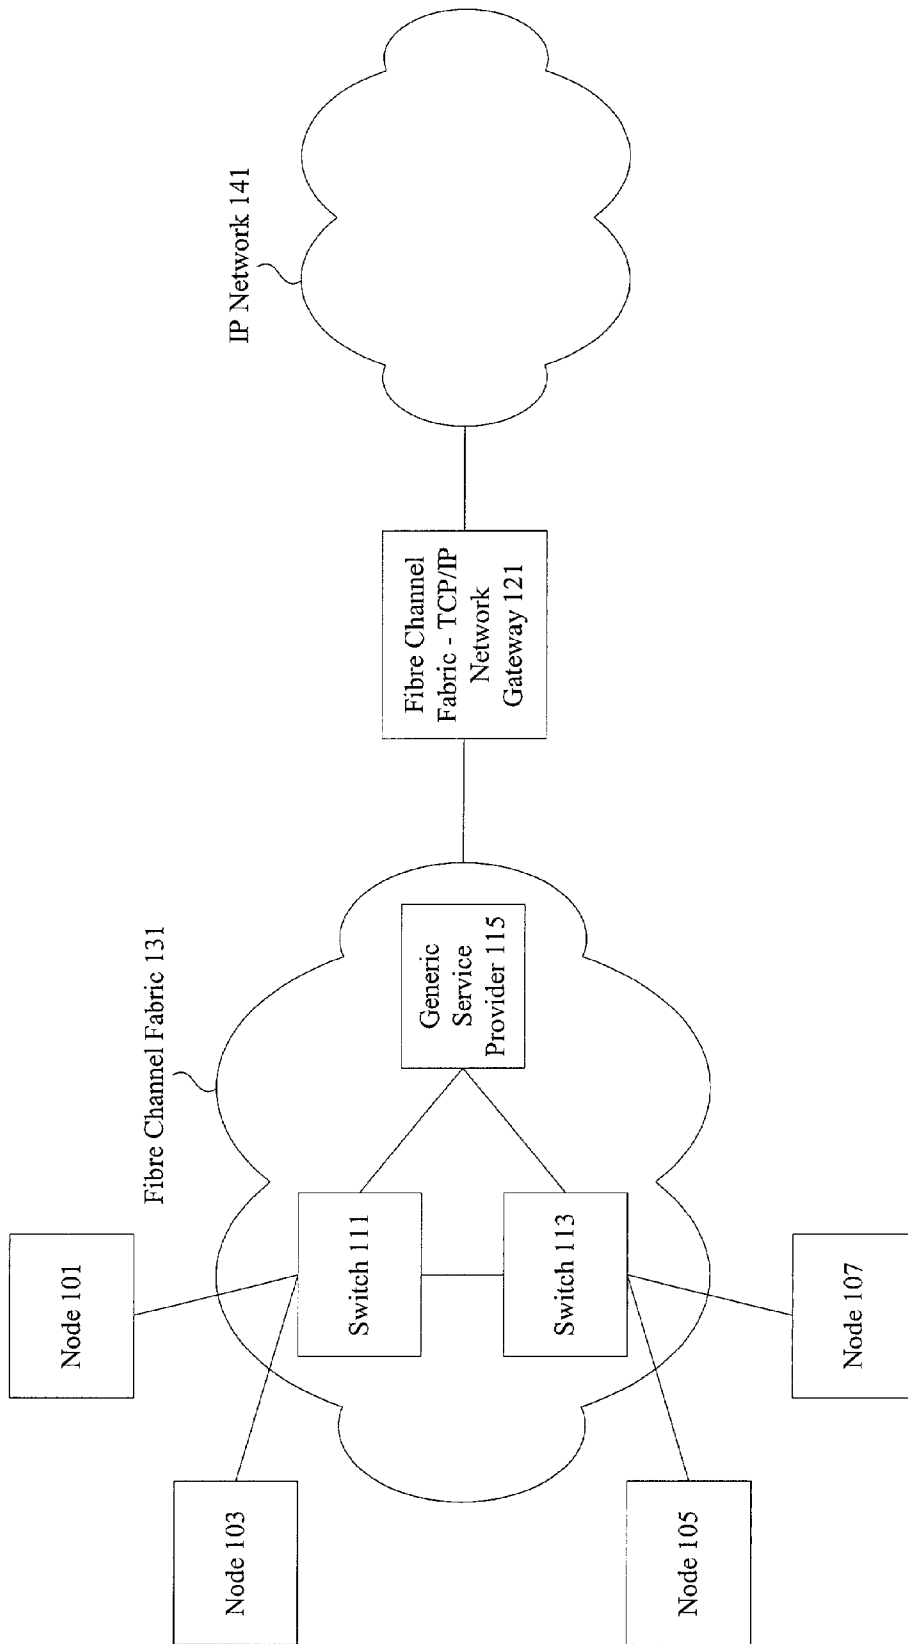 Node 101
Node 103
Fibre Channel Fabric 131
Switch 111
Switch 113
Generic
Service
Provider 115
Node 105
Node 107
Fibre Channel
Fabric - TCP/IP
Network
Gateway 121
IP Network 141